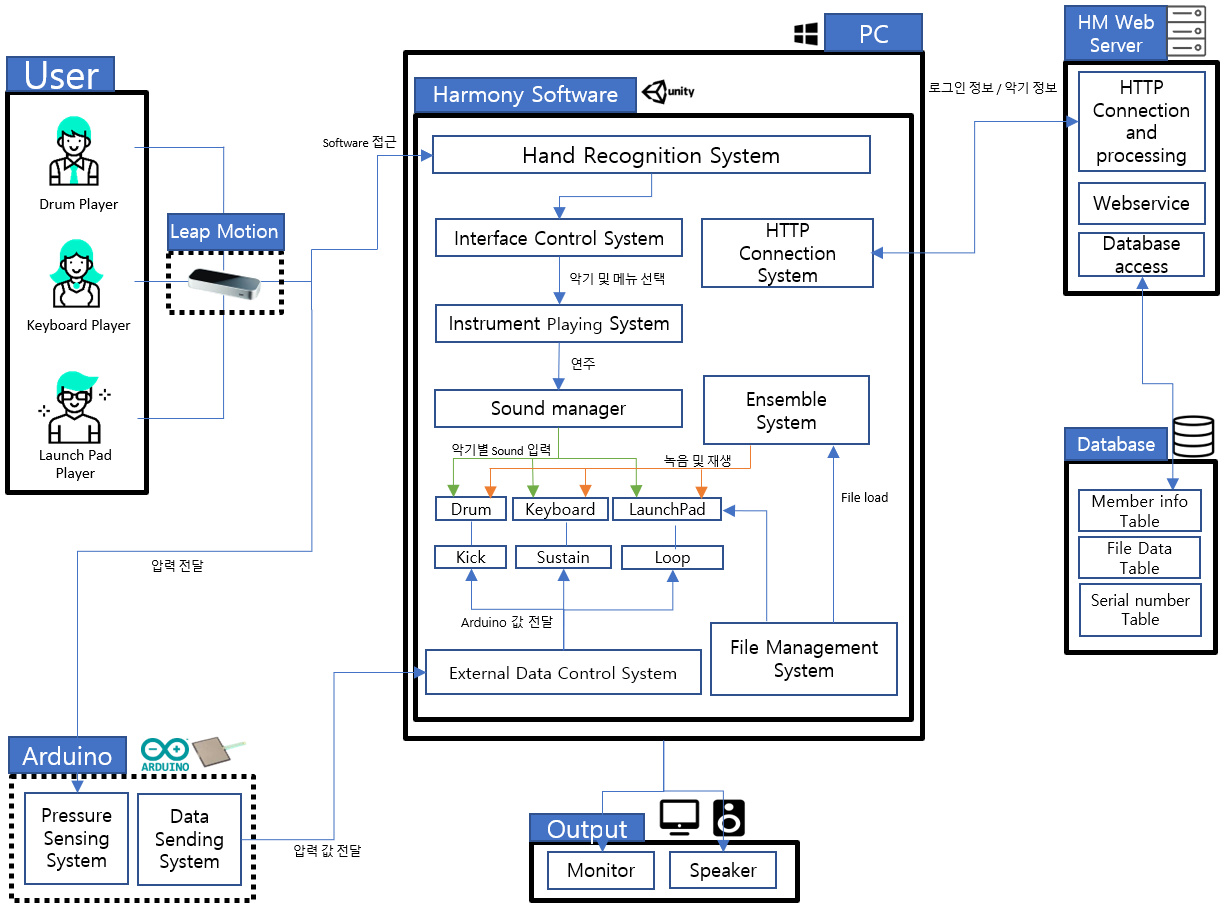 User
Drum Player
Keyboard Player
Launch Pad
Player
Leap Motion
Software 접근
압력 전달
Arduino
ARDUINO
Pressure
Sensing
System
Data
Sending
System
압력 값 전달
PC
Harmony Software
unity
Hand Recognition System
Interface Control System
HTTP
Connection
System
악기 및 메뉴 선택
Instrument Playing System
연주
Sound manager
Ensemble
System
악기별 Sound 입력
녹음 및 재생
File load
Drum
Keyboard
LaunchPad
Kick
Sustain
Loop
Arduino 값 전달
External Data Control System
File Management
System
Output
Monitor
Speaker
로그인 정보 / 악기 정보
HM Web
Server
HTTP
Connection
and
processing
Webservice
Database
access
Database
Member info
Table
File Data
Table
Serial number
Table